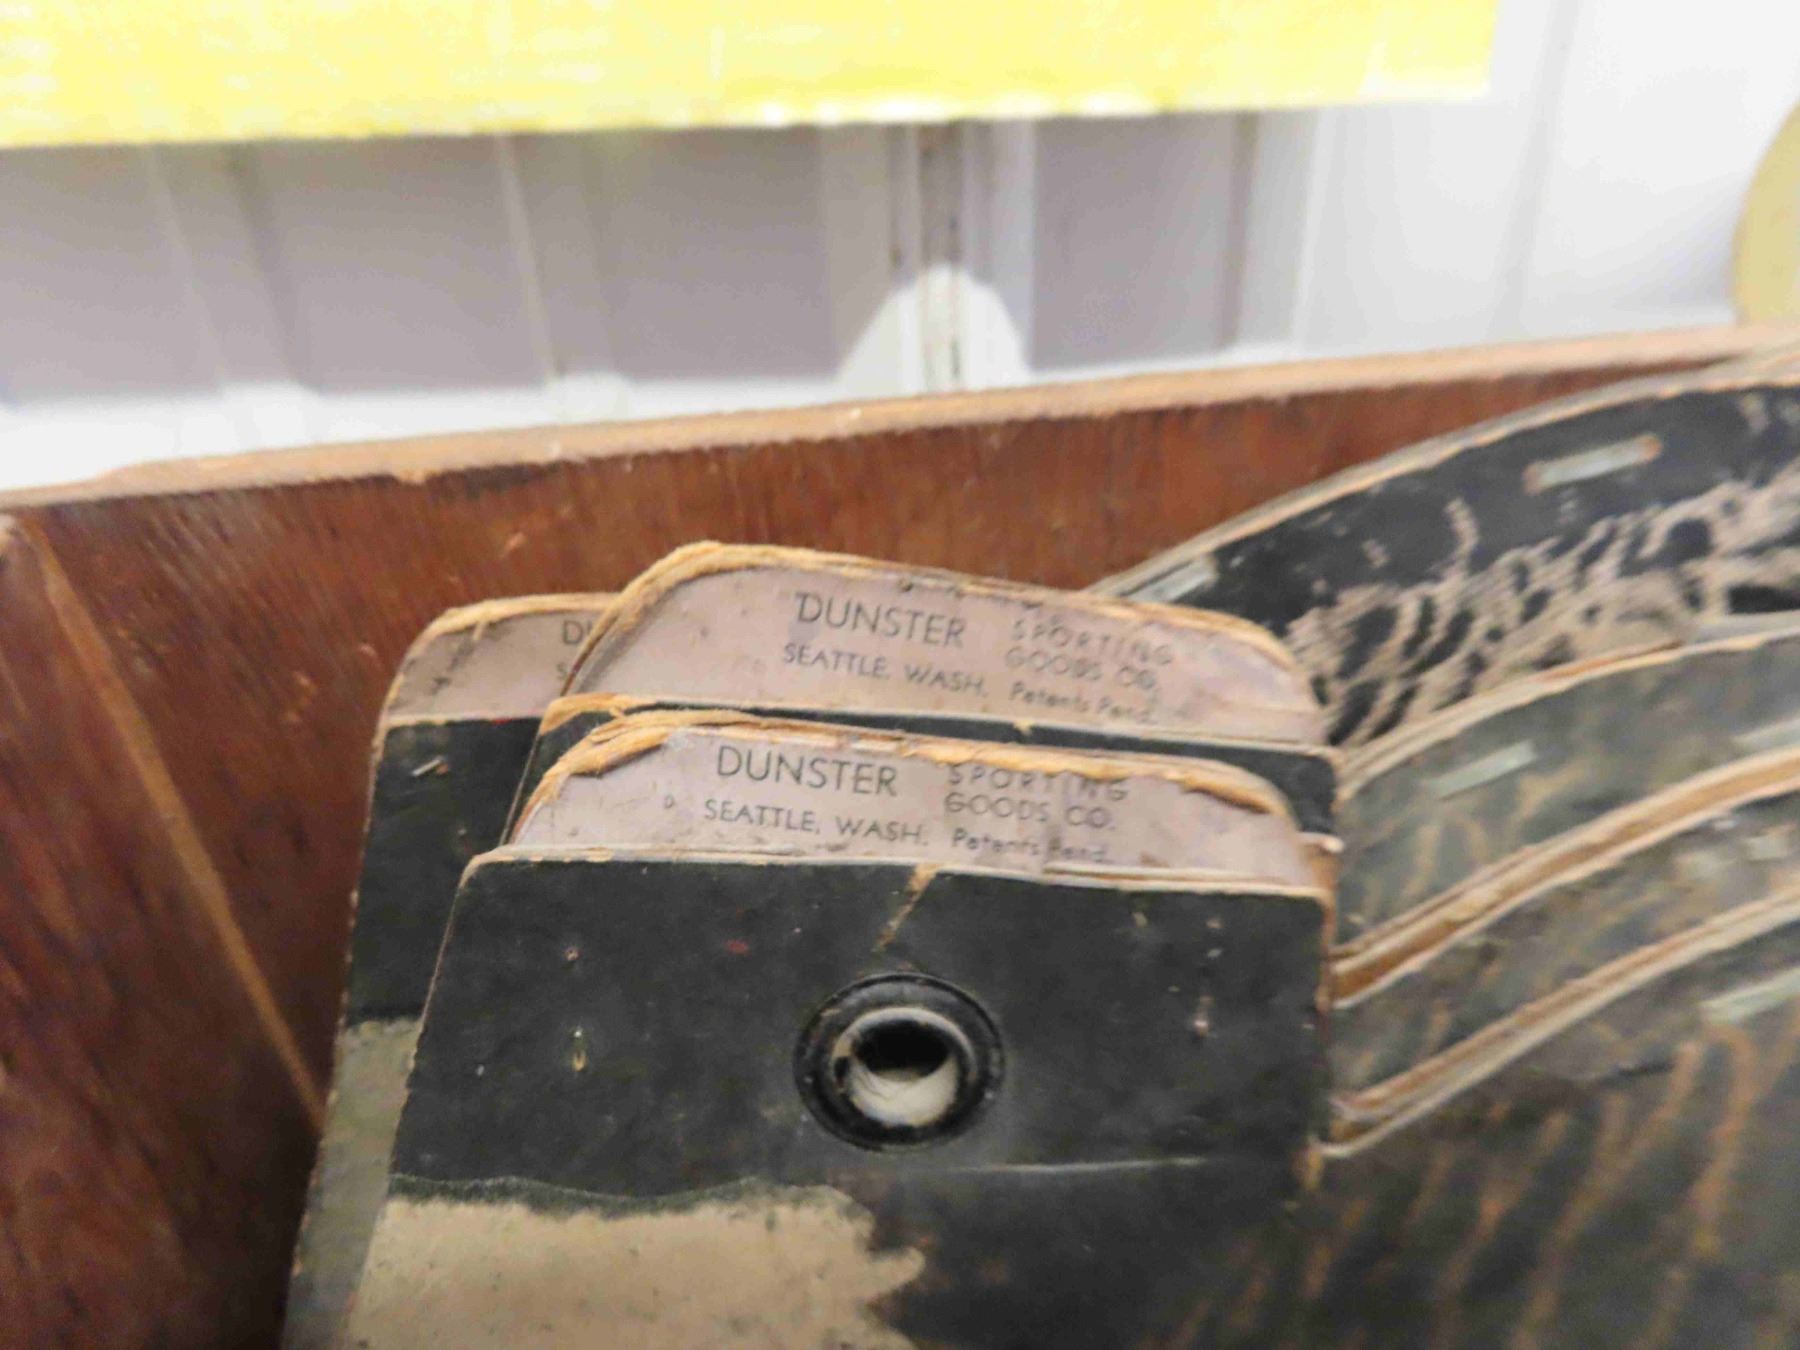 DUNSTER SPORTING GOODS CO.
SEATTLE, WASH. Patents Pend.
DUNSTER SPORTING GOODS CO.
SEATTLE, WASH. Patents Pend.